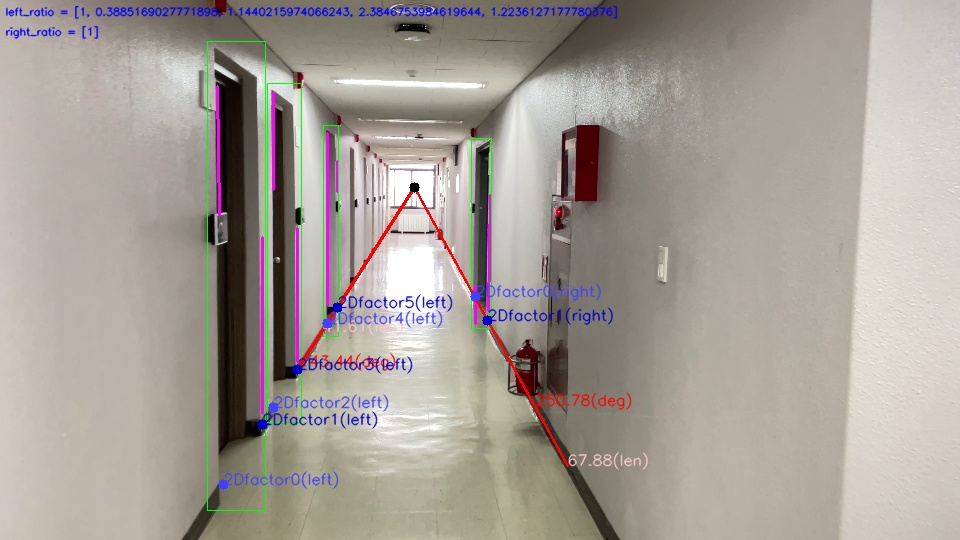 left_ratio = [1, 0.3885169027771898, 1.1440215974066243, 2.3846753984619644, 1.2236127177780376]
right_ratio = [1]
2Dfactor0(right)
2Dfactor5(left)
2Dfactor4(left)
2Dfactor1(right)
2Dfactor3(left)
2Dfactor2(left)
250.78(deg)
2Dfactor1(left)
67.88(len)
2Dfactor0(left)